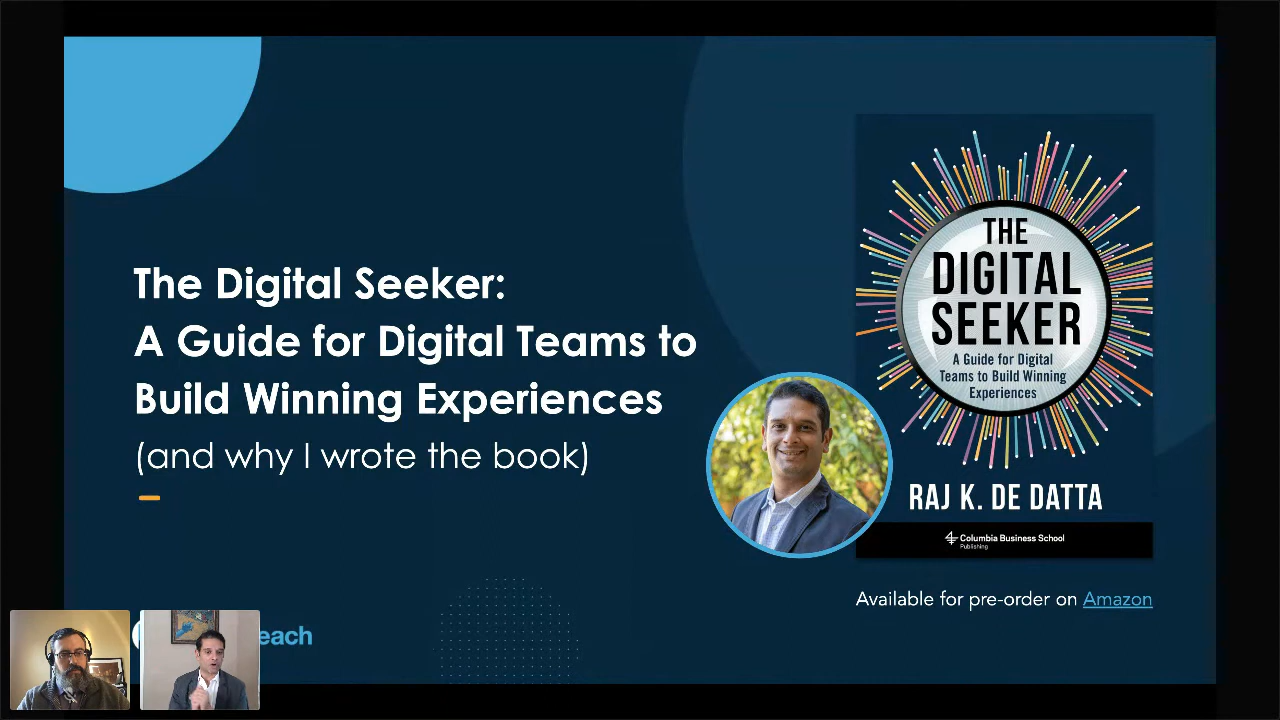 The Digital Seeker:
A Guide for Digital Teams to
Build Winning Experiences
(and why I wrote the book)
THE
DIGITAL
SEEKER
A Guide for Digital
Teams to Build Winning
Experiences
RAJ K. DE DATTA
Columbia Business School
Publishing
Available for pre-order on Amazon
each